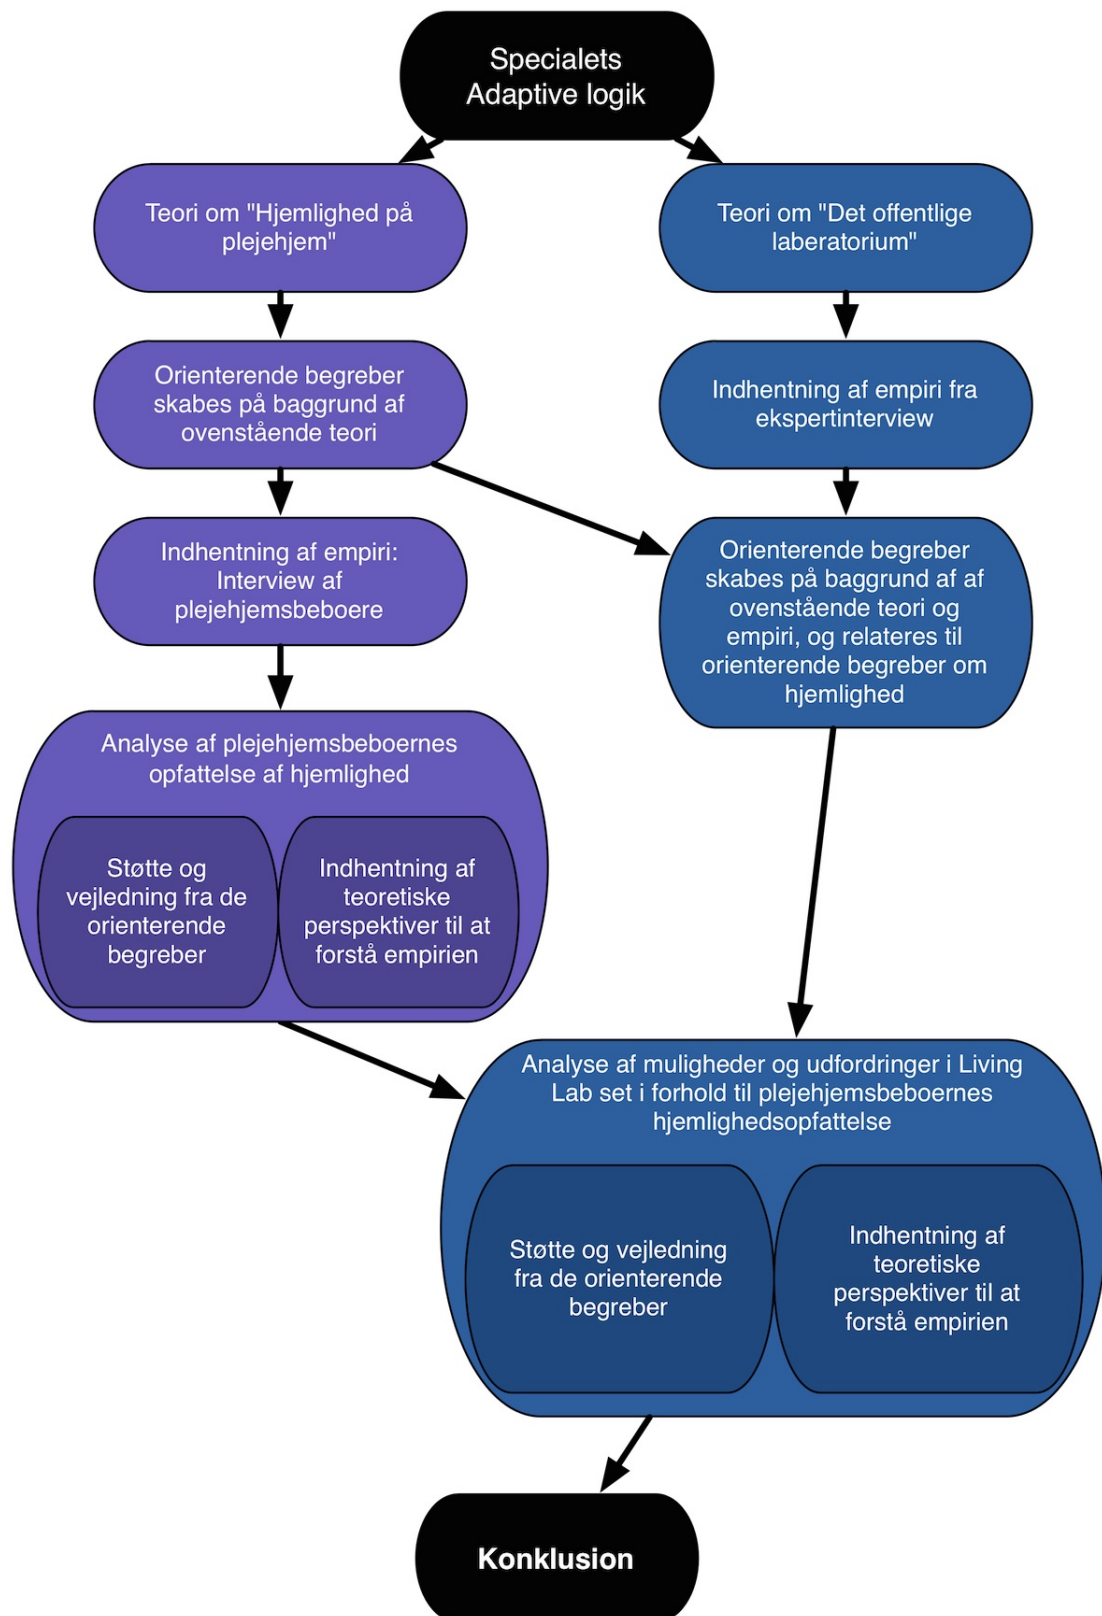 Specialets
Adaptive logik
Teori om "Hjemlighed på
plejehjem"
Teori om "Det offentlige
laberatorium"
Orienterende begreber
skabes på baggrund af
ovenstående teori
Indhentning af empiri fra
ekspertinterview
Indhentning af empiri:
Interview af
plejehjemsbeboere
Orienterende begreber
skabes på baggrund af af
ovenstående teori og
empiri, og relateres til
orienterende begreber om
hjemlighed
Analyse af plejehjemsbeboernes
opfattelse af hjemlighed
Støtte og
vejledning fra de
orienterende
begreber
Indhentning af
teoretiske
perspektiver til at
forstå empirien
Analyse af muligheder og udfordringer i Living
Lab set i forhold til plejehjemsbeboernes
hjemlighedsopfattelse
Støtte og vejledning
fra de orienterende
begreber
Indhentning af
teoretiske
perspektiver til at
forstå empirien
Konklusion